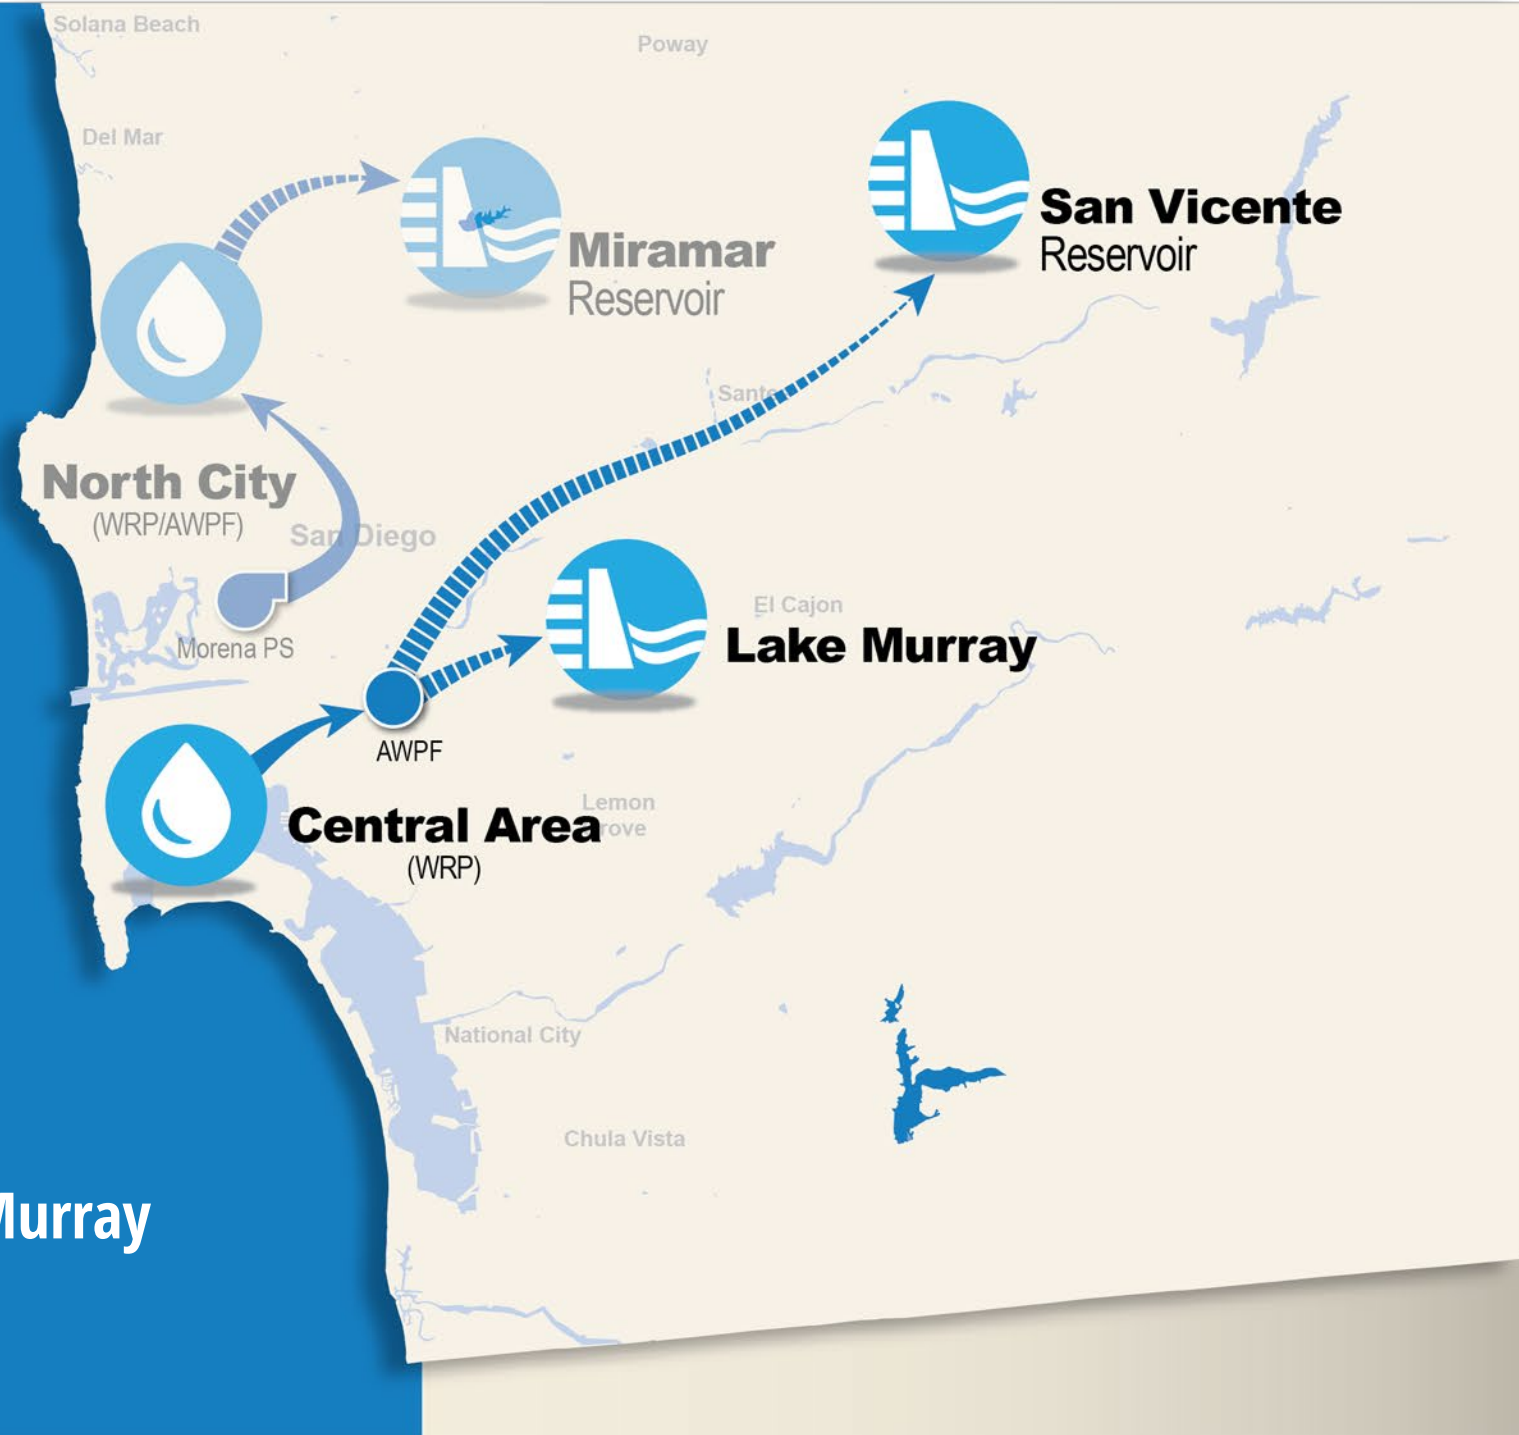 Solana Beach
Poway
Del Mar
San Vicente
Reservoir
Miramar
Reservoir
North City
(WRP/AWPF)
San Diego
El Cajon
Lake Murray
Morena PS
AWPF
Lemon
Central Area
(WRP)
National City
Chula Vista
Murray